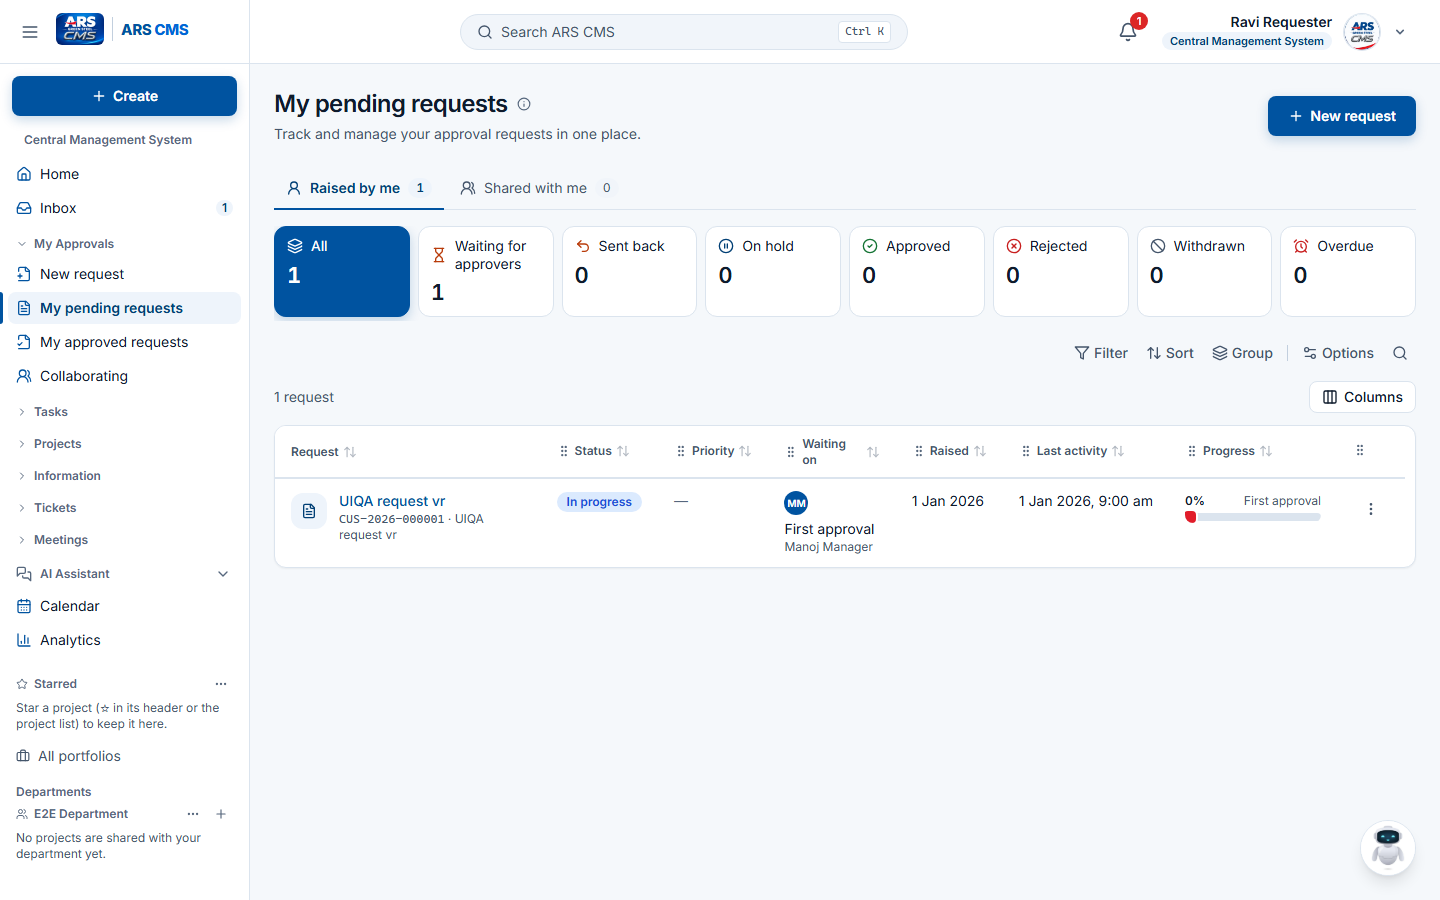 ARS
GREEN STEEL
CMS
ARS CMS
Search ARS CMS
Ctrl K
1
Ravi Requester
Central Management System
ARS
CMS
Create
Central Management System
Home
Inbox
1
My Approvals
New request
My pending requests
My approved requests
Collaborating
Tasks
Projects
Information
Tickets
Meetings
AI Assistant
Calendar
Analytics
Starred
Star a project (☆ in its header or the
project list) to keep it here.
All portfolios
Departments
E2E Department
No projects are shared with your
department yet.
My pending requests
Track and manage your approval requests in one place.
New request
Raised by me 1
Shared with me 0
All
1
Waiting for
approvers
1
Sent back
0
On hold
0
Approved
0
Rejected
0
Withdrawn
0
Overdue
0
Filter
Sort
Group
Options
1 request
Columns
Request
Status
Priority
Waiting
on
Raised
Last activity
Progress
UIQA request vr
CUS-2026-000001 · UIQA
request vr
In progress
—
MM
First approval
Manoj Manager
1 Jan 2026
1 Jan 2026, 9:00 am
0%
First approval